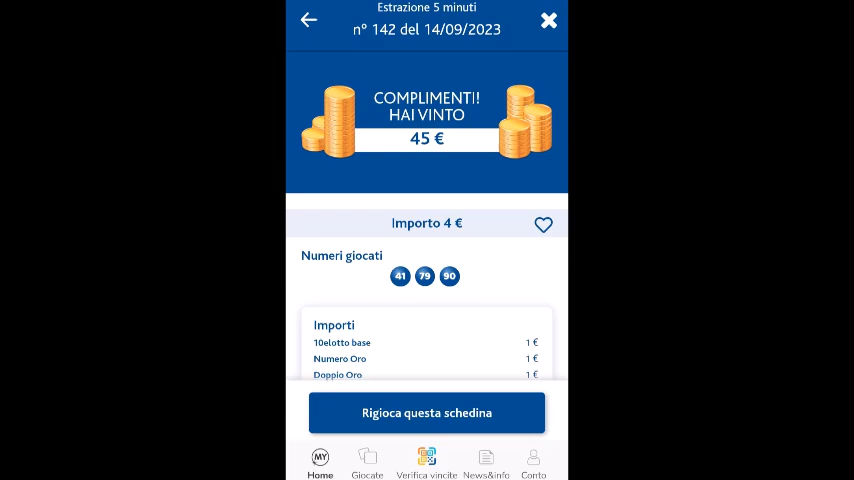 Estrazione 5 minuti
n° 142 del 14/09/2023
COMPLIMENTI!
HAI VINTO
45 €
Importo 4 €
Numeri giocati
41 79 90
Importi
10elotto base 1 €
Numero Oro 1 €
Doppio Oro 1 €
Rigioca questa schedina
MY
Home Giocate Verifica vincite News&info Conto